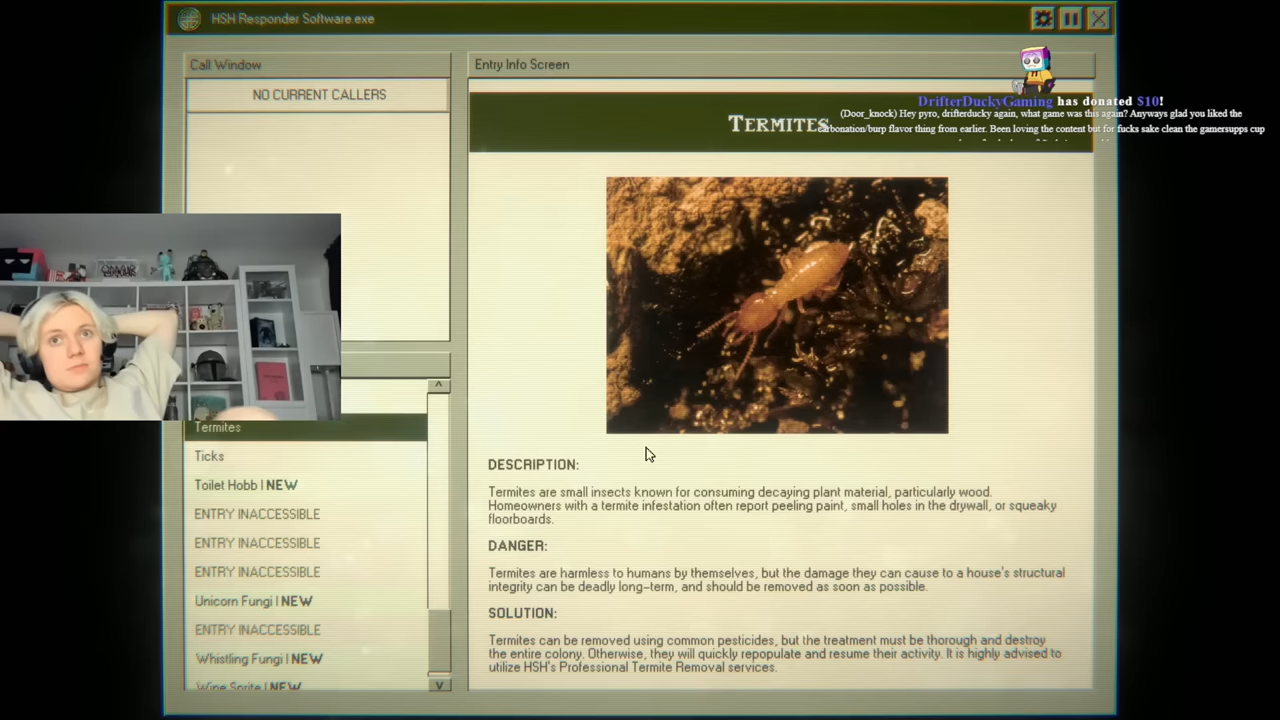 HSH Responder Software.exe
Call Window
NO CURRENT CALLERS
Entry Info Screen
DrifterDuckyGaming has donated $10!
(Door_knock) Hey pyro, drifterducky again, what game was this again? Anyways glad you liked the
carbonation/burp flavor thing from earlier. Been loving the content but for fucks sake clean the gamersupps cup
TERMITES
Termites
Ticks
Toilet Hobb | NEW
ENTRY INACCESSIBLE
ENTRY INACCESSIBLE
ENTRY INACCESSIBLE
Unicorn Fungi | NEW
ENTRY INACCESSIBLE
Whistling Fungi | NEW
Wine Sprite | NEW
DESCRIPTION:
Termites are small insects known for consuming decaying plant material, particularly wood.
Homeowners with a termite infestation often report peeling paint, small holes in the drywall, or squeaky
floorboards.
DANGER:
Termites are harmless to humans by themselves, but the damage they can cause to a house's structural
integrity can be deadly long-term, and should be removed as soon as possible.
SOLUTION:
Termites can be removed using common pesticides, but the treatment must be thorough and destroy
the entire colony. Otherwise, they will quickly repopulate and resume their activity. It is highly advised to
utilize HSH's Professional Termite Removal services.